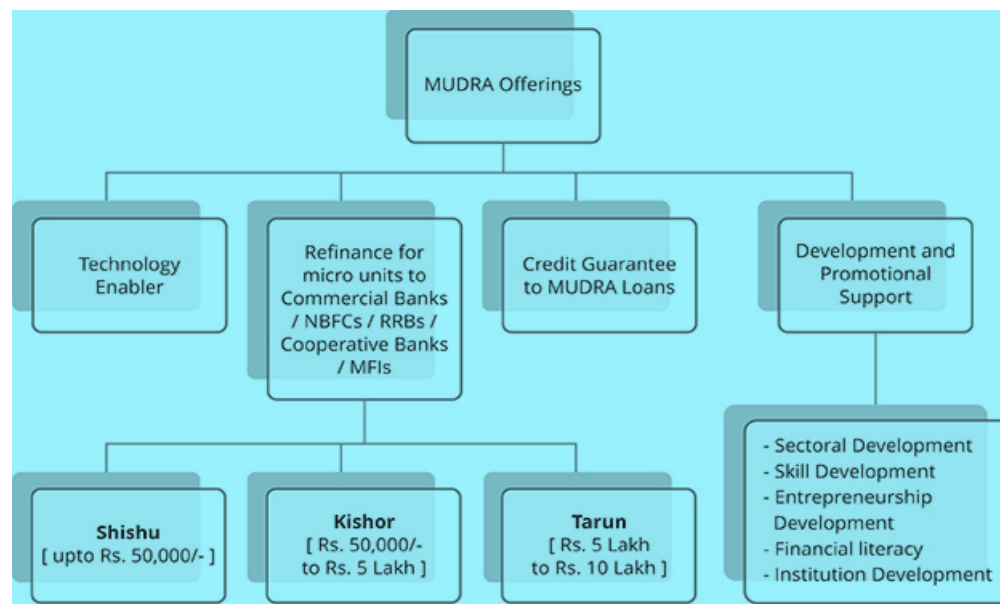 MUDRA Offerings
Technology
Enabler
Refinance for
micro units to
Commercial Banks
/ NBFCs / RRBs /
Cooperative Banks
/ MFIs
Credit Guarantee
to MUDRA Loans
Development and
Promotional
Support
Shishu
[ upto Rs. 50,000/- ]
Kishor
[ Rs. 50,000/-
to Rs. 5 Lakh ]
Tarun
[ Rs. 5 Lakh
to Rs. 10 Lakh ]
- Sectoral Development
- Skill Development
- Entrepreneurship
Development
- Financial literacy
- Institution Development